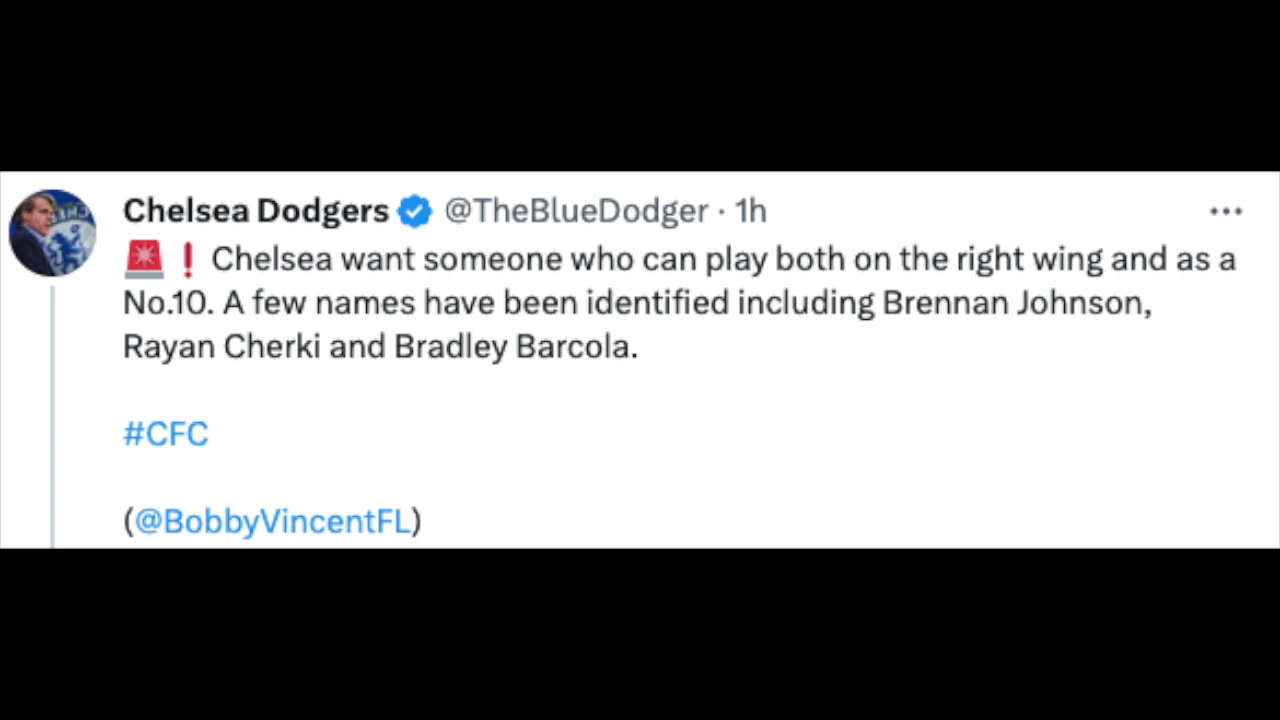 Chelsea Dodgers @TheBlueDodger · 1h
🚨❗ Chelsea want someone who can play both on the right wing and as a
No.10. A few names have been identified including Brennan Johnson,
Rayan Cherki and Bradley Barcola.
#CFC
(@BobbyVincentFL)